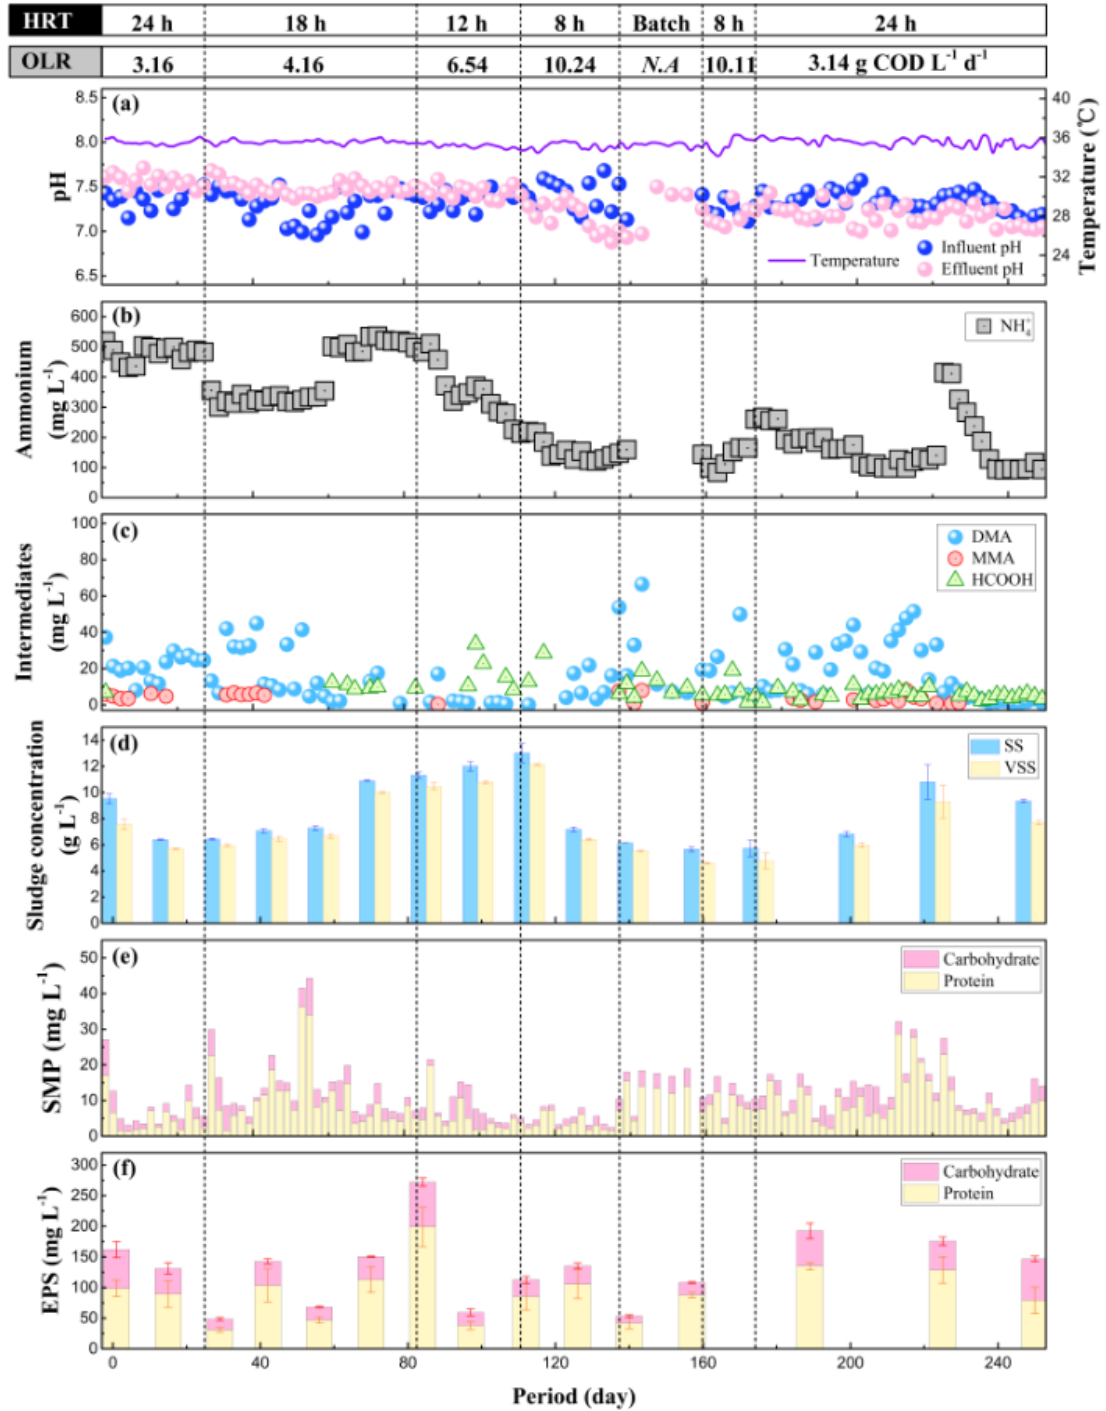 HRT 24 h 18 h 12 h 8 h Batch 8 h 24 h
OLR 3.16 4.16 6.54 10.24 N.A 10.11 3.14 g COD L⁻¹ d⁻¹
(a)
pH
8.5
8.0
7.5
7.0
6.5
Temperature (℃)
40
36
32
28
24
Temperature
Influent pH
Effluent pH
(b)
Ammonium
(mg L⁻¹)
600
500
400
300
200
100
0
NH₄⁺
(c)
Intermediates
(mg L⁻¹)
100
80
60
40
20
0
DMA
MMA
HCOOH
(d)
Sludge concentration
(g L⁻¹)
14
12
10
8
6
4
2
0
SS
VSS
(e)
SMP (mg L⁻¹)
50
40
30
20
10
0
Carbohydrate
Protein
(f)
EPS (mg L⁻¹)
300
250
200
150
100
50
0
Carbohydrate
Protein
0 40 80 120 160 200 240
Period (day)